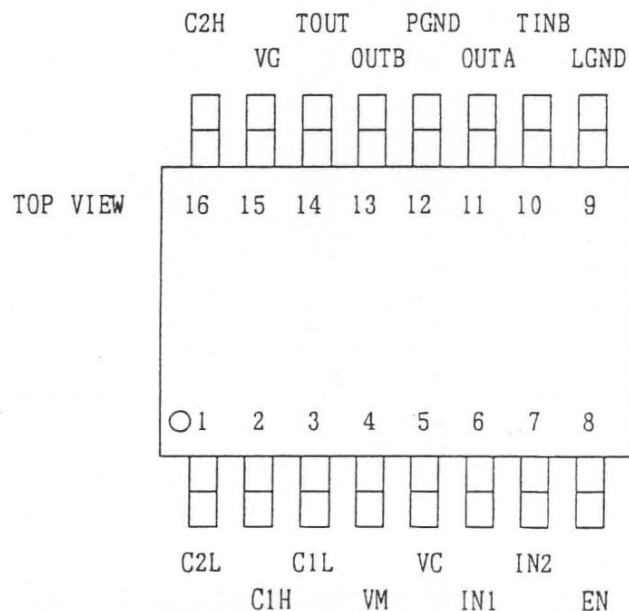 C2H TOUT PGND TINB
VG OUTB OUTA LGND
TOP VIEW 16 15 14 13 12 11 10 9
1 2 3 4 5 6 7 8
C2L C1L VC IN2
C1H VM IN1 EN